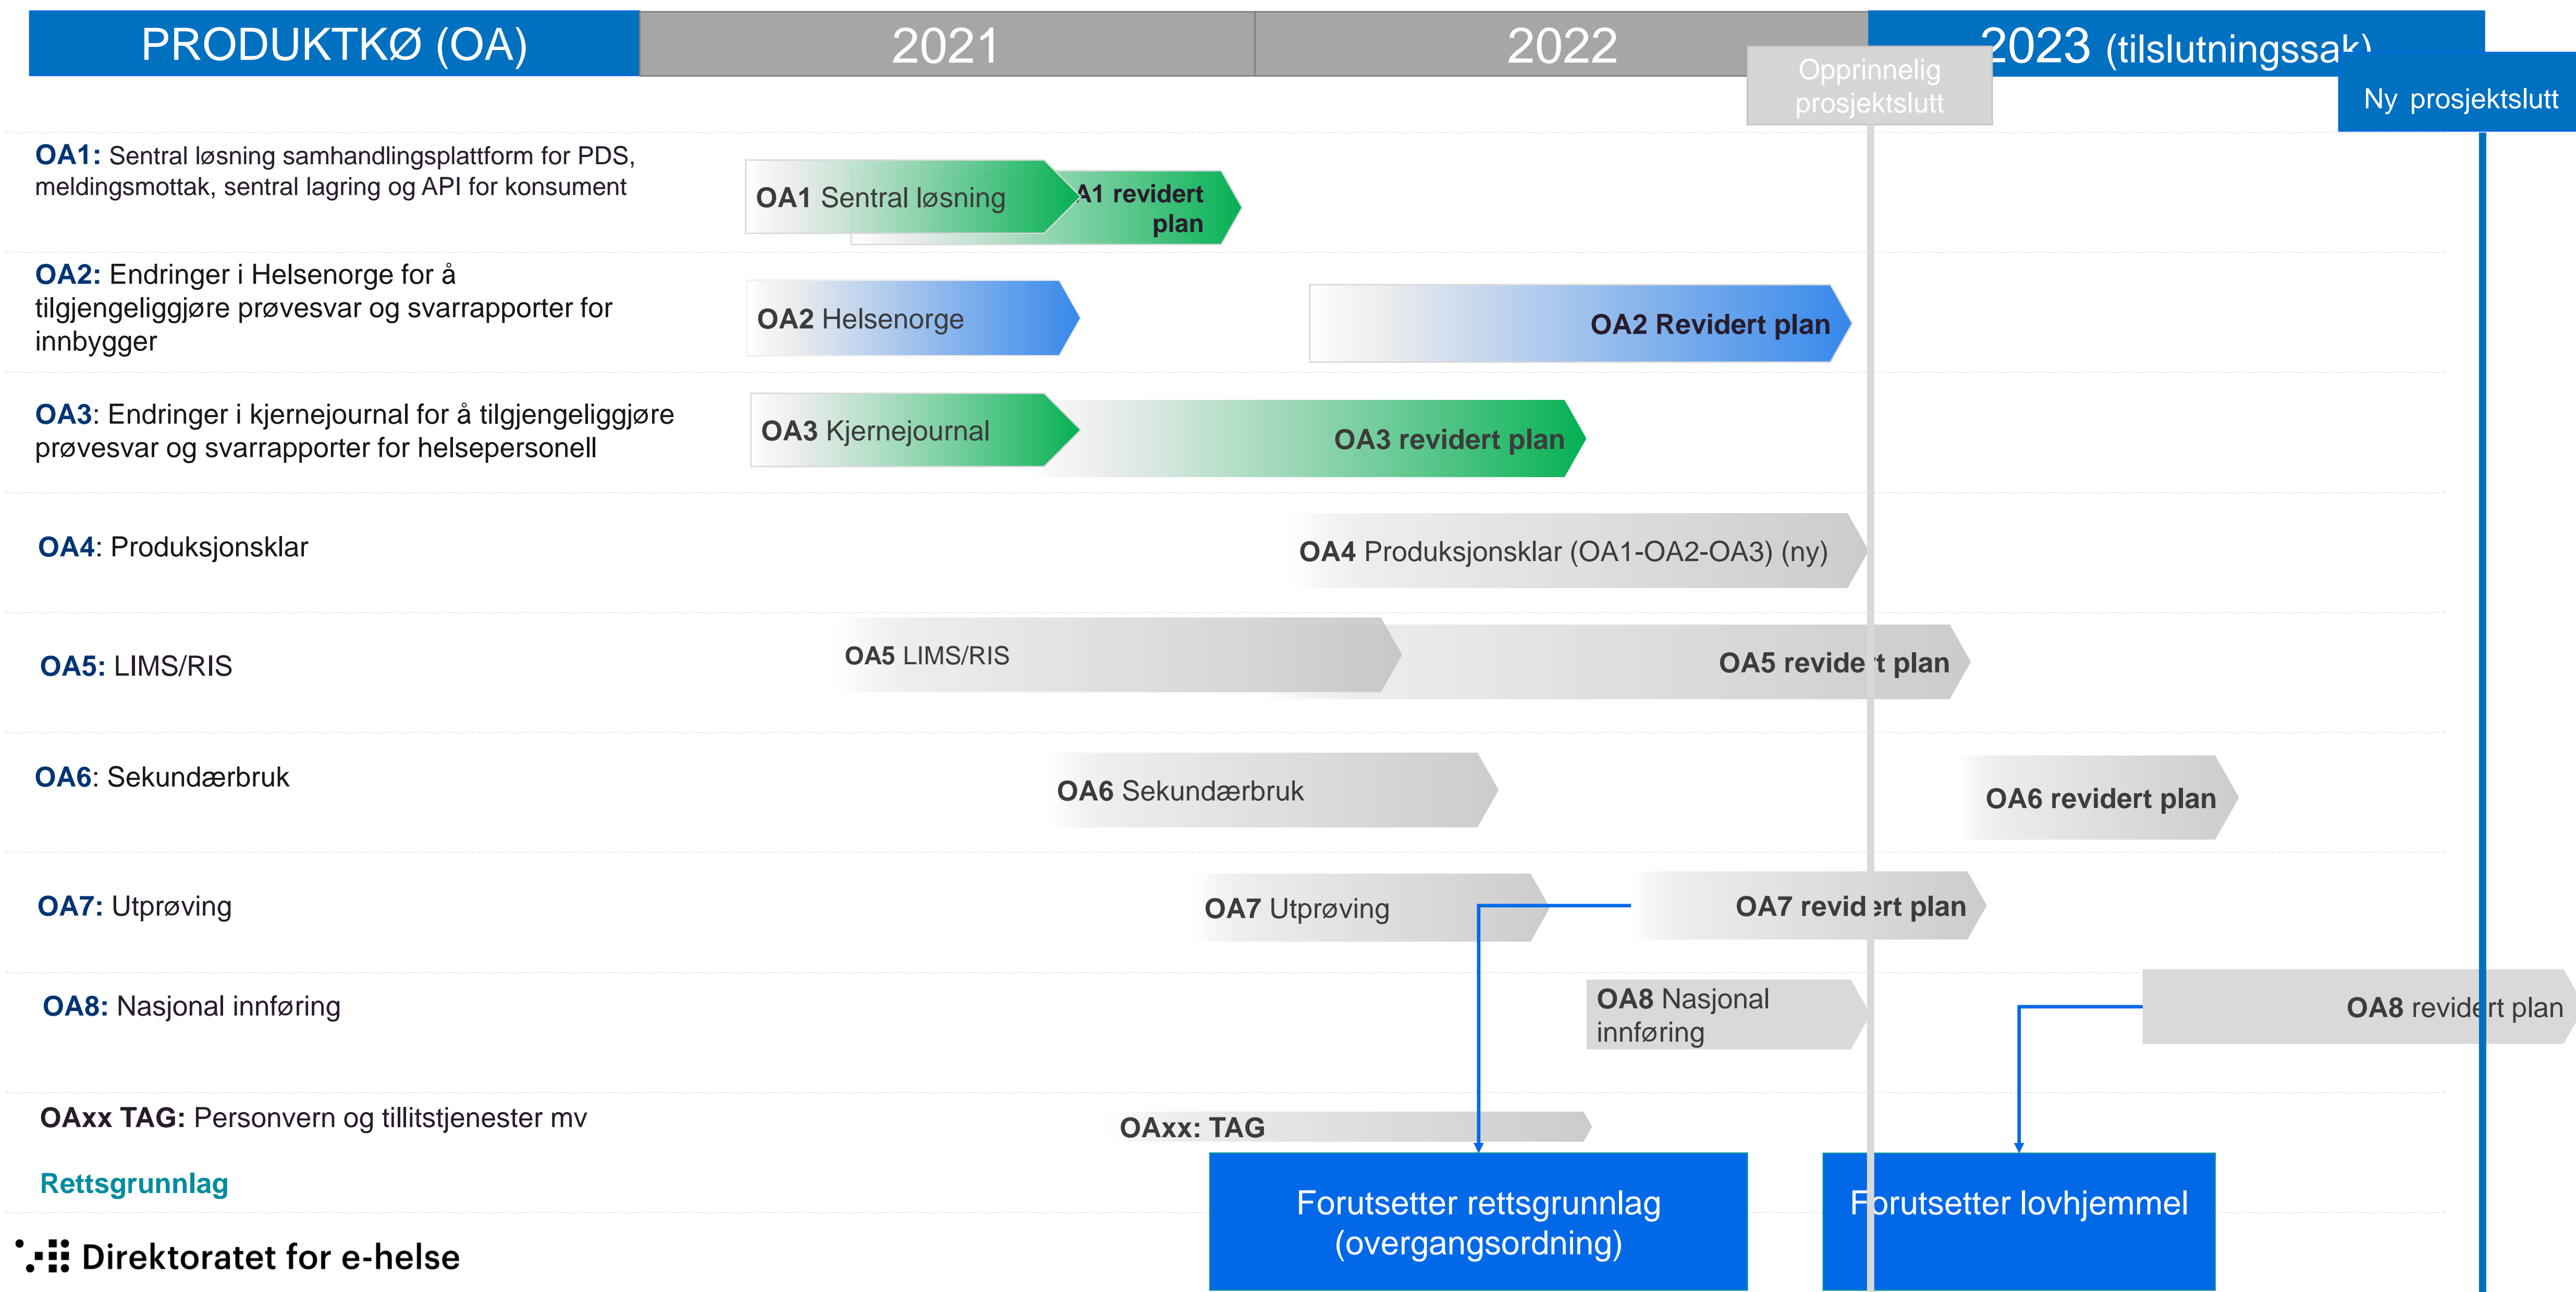 PRODUKTKØ (OA)
2021
2022
2023 (tilslutningssak)
Opprinnelig
prosjektslutt
Ny prosjektslutt
OA1: Sentral løsning samhandlingsplattform for PDS,
meldingsmottak, sentral lagring og API for konsument
OA1 Sentral løsning
A1 revidert
plan
OA2: Endringer i Helsenorge for å
tilgjengeliggjøre prøvesvar og svarrapporter for
innbygger
OA2 Helsenorge
OA2 Revidert plan
OA3: Endringer i kjernejournal for å tilgjengeliggjøre
prøvesvar og svarrapporter for helsepersonell
OA3 Kjernejournal
OA3 revidert plan
OA4: Produksjonsklar
OA4 Produksjonsklar (OA1-OA2-OA3) (ny)
OA5: LIMS/RIS
OA5 LIMS/RIS
OA5 revidert plan
OA6: Sekundærbruk
OA6 Sekundærbruk
OA6 revidert plan
OA7: Utprøving
OA7 Utprøving
OA7 revidert plan
OA8: Nasjonal innføring
OA8 Nasjonal
innføring
OA8 revidert plan
OAxx TAG: Personvern og tillitstjenester mv
OAxx: TAG
Rettsgrunnlag
Forutsetter rettsgrunnlag
(overgangsordning)
Forutsetter lovhjemmel
Direktoratet for e-helse